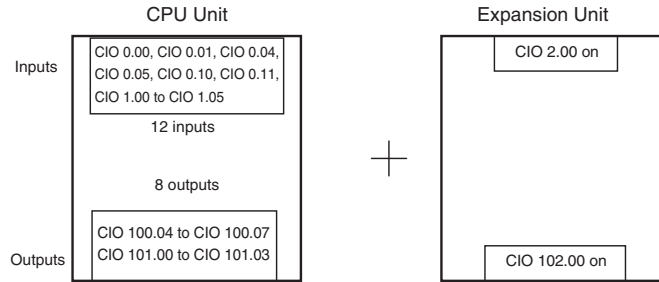 CPU Unit
Expansion Unit
Inputs
CIO 0.00, CIO 0.01, CIO 0.04,
CIO 0.05, CIO 0.10, CIO 0.11,
CIO 1.00 to CIO 1.05
CIO 2.00 on
12 inputs
8 outputs
Outputs
CIO 100.04 to CIO 100.07
CIO 101.00 to CIO 101.03
CIO 102.00 on